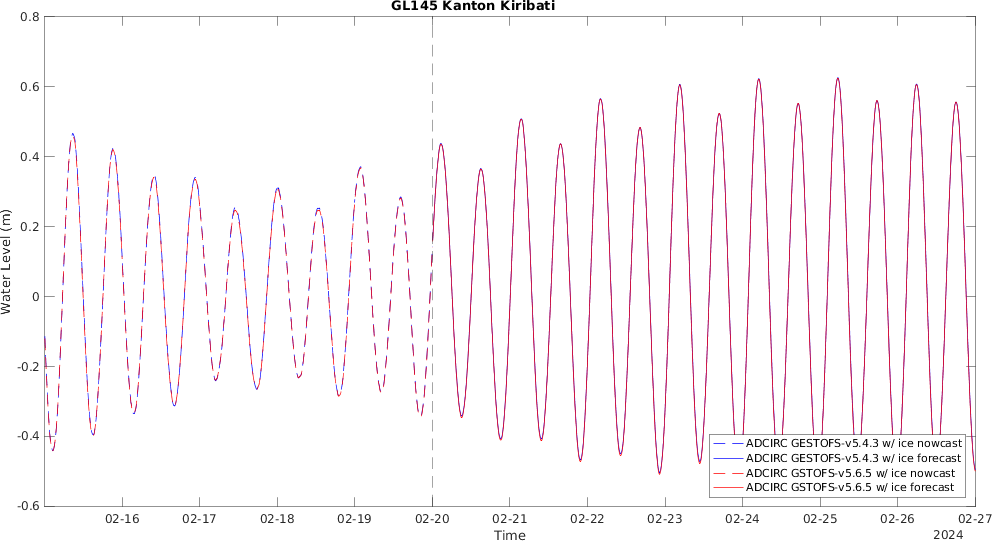 GL145 Kanton Kiribati
0.8
0.6
0.4
0.2
0
-0.2
-0.4
-0.6
Water Level (m)
ADCIRC GESTOFS-v5.4.3 w/ ice nowcast
ADCIRC GESTOFS-v5.4.3 w/ ice forecast
ADCIRC GSTOFS-v5.6.5 w/ ice nowcast
ADCIRC GSTOFS-v5.6.5 w/ ice forecast
02-16 02-17 02-18 02-19 02-20 02-21 02-22 02-23 02-24 02-25 02-26 02-27
Time
2024